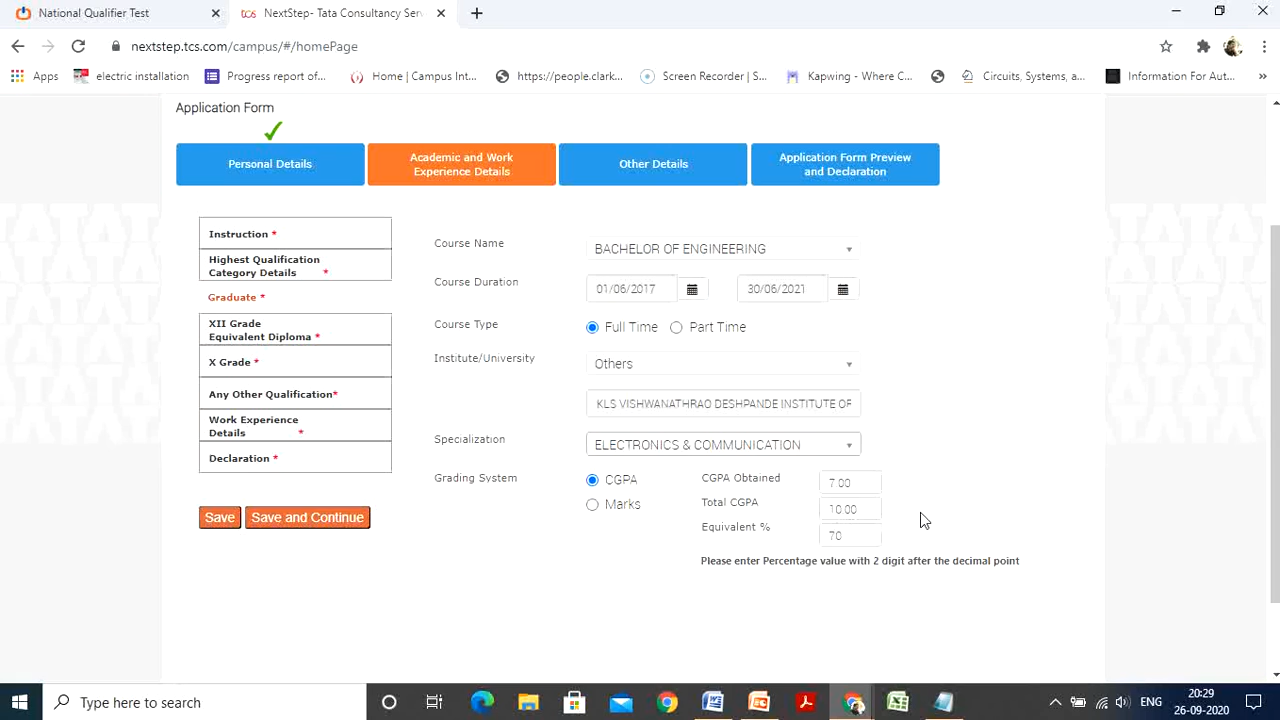 National Qualifier Test
tcs NextStep- Tata Consultancy Serv
nextstep.tcs.com/campus/#/homePage
Apps electric installation Progress report of... Home | Campus Int... https://people.clark... Screen Recorder | S... Kapwing - Where C... Circuits, Systems, a... Information For Aut... »
Application Form
Personal Details
Academic and Work
Experience Details
Other Details
Application Form Preview
and Declaration
Instruction *
Highest Qualification
Category Details *
Graduate *
XII Grade
Equivalent Diploma *
X Grade *
Any Other Qualification*
Work Experience
Details *
Declaration *
Save Save and Continue
Course Name BACHELOR OF ENGINEERING
Course Duration 01/06/2017 30/06/2021
Course Type Full Time Part Time
Institute/University Others
KLS VISHWANATHRAO DESHPANDE INSTITUTE OF
Specialization ELECTRONICS & COMMUNICATION
Grading System CGPA CGPA Obtained 7.00
Marks Total CGPA 10.00
Equivalent % 70
Please enter Percentage value with 2 digit after the decimal point
TATA
Type here to search
ENG
20:29
26-09-2020